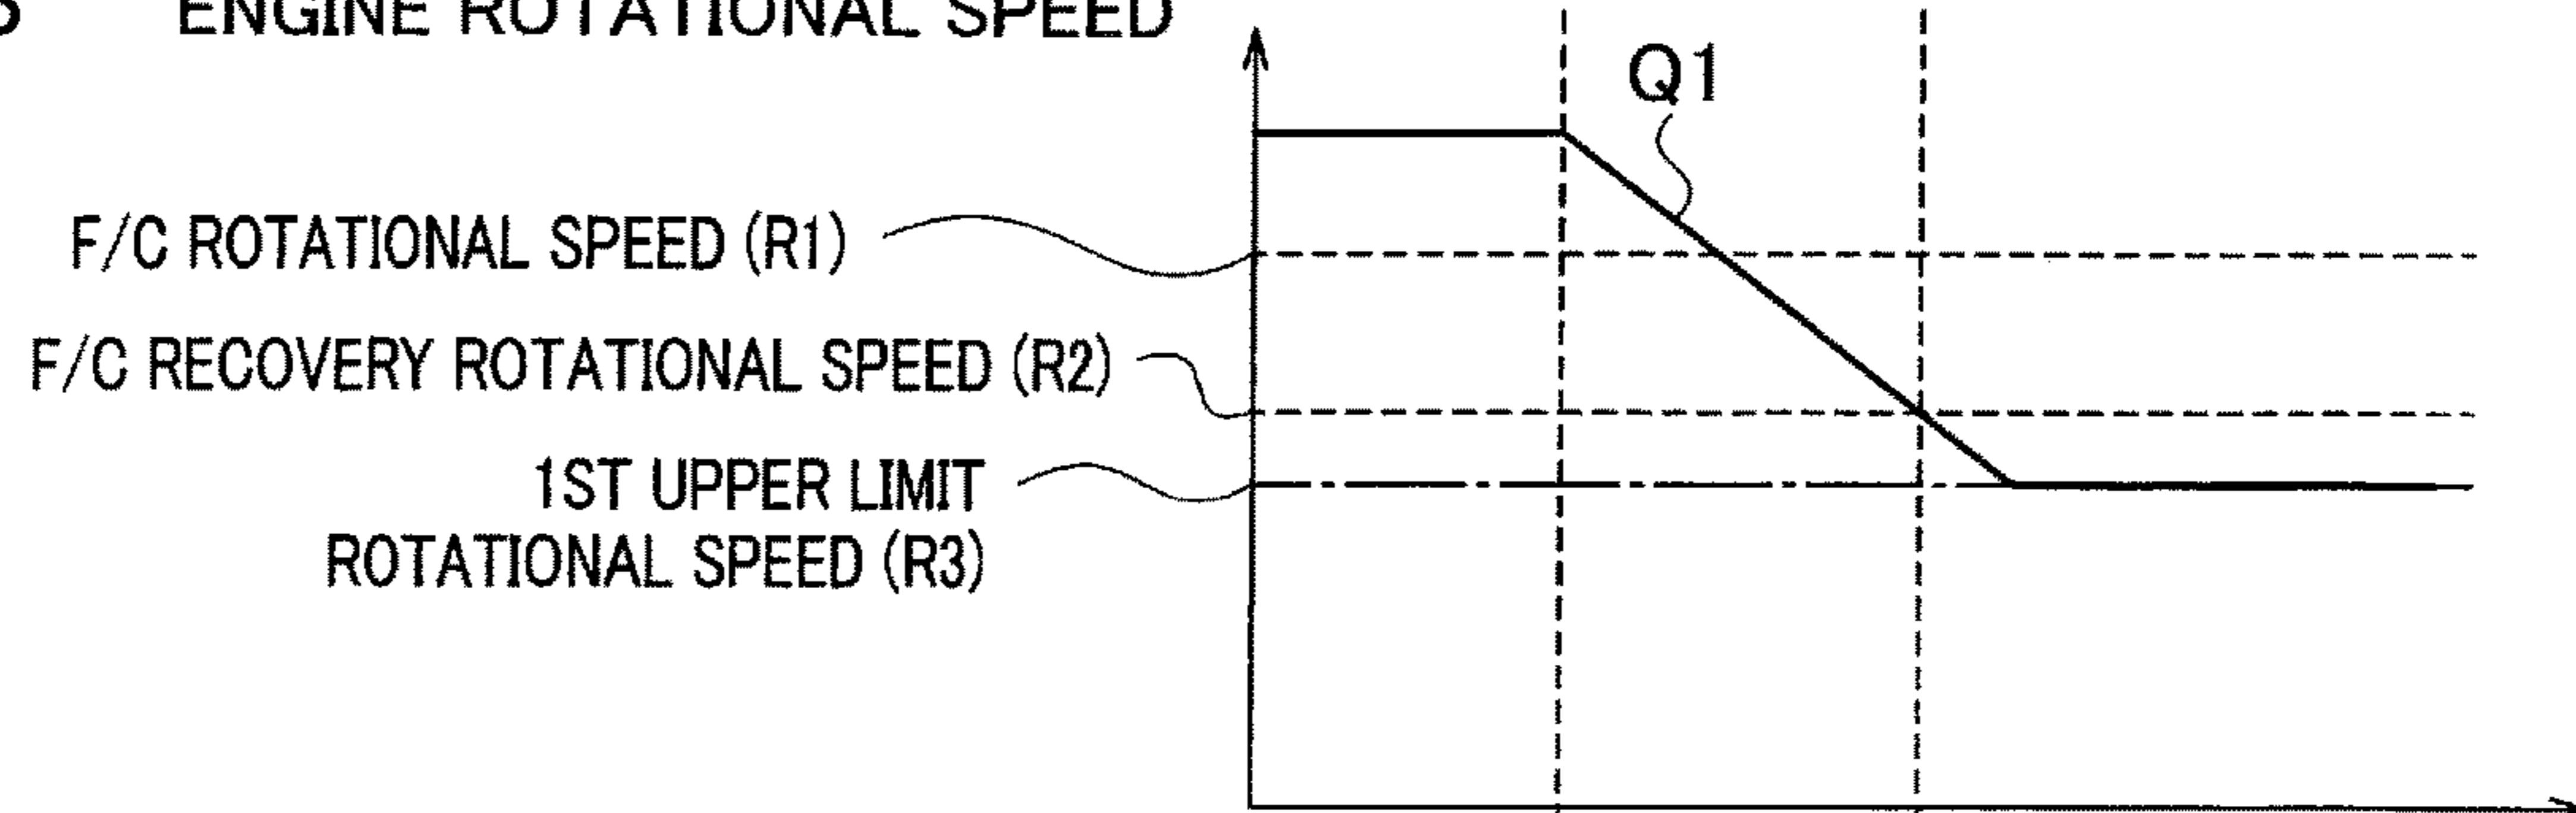 ENGINE ROTATIONAL SPEED
Q1
F/C ROTATIONAL SPEED (R1)
F/C RECOVERY ROTATIONAL SPEED (R2)
1ST UPPER LIMIT
ROTATIONAL SPEED (R3)